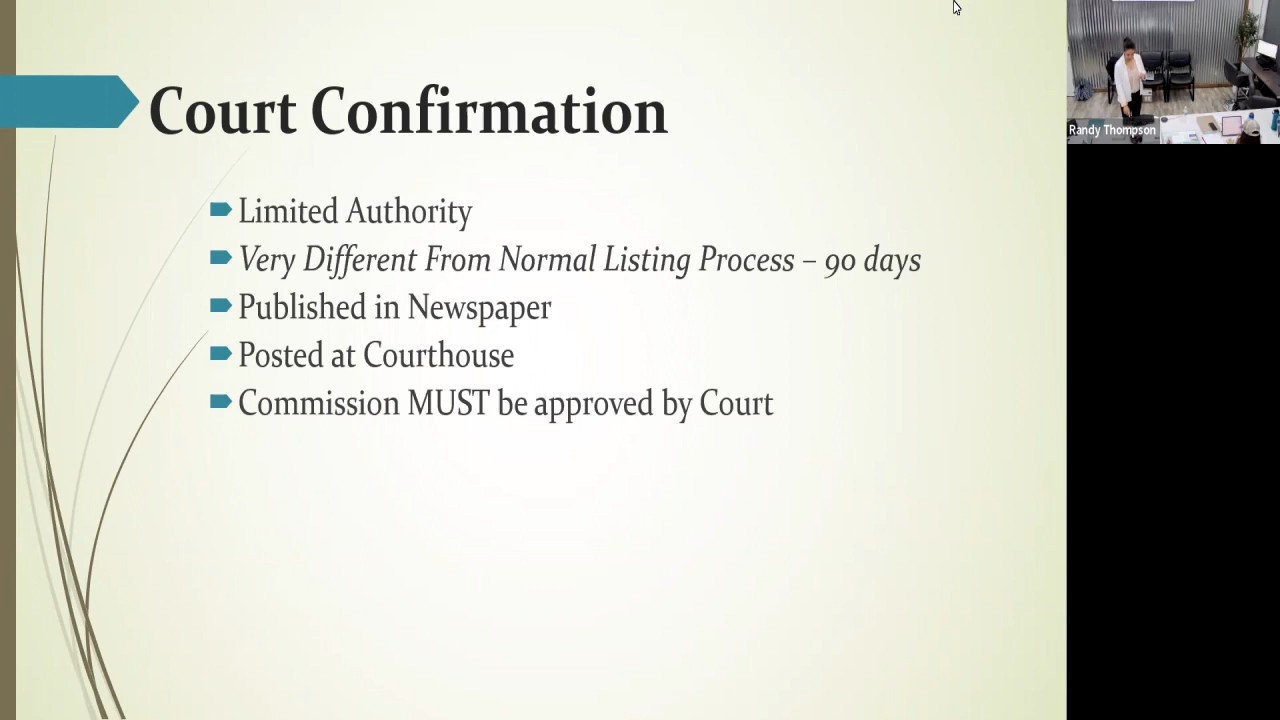 Court Confirmation
Limited Authority
Very Different From Normal Listing Process – 90 days
Published in Newspaper
Posted at Courthouse
Commission MUST be approved by Court
Randy Thompson